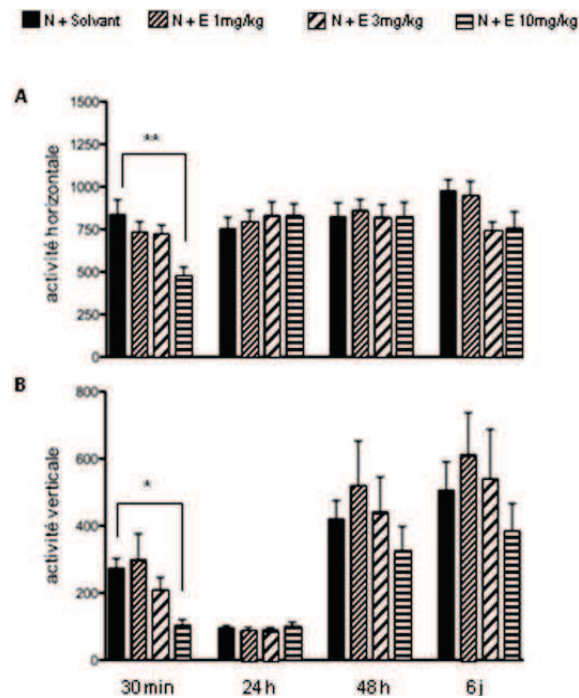 N + Solvant N + E 1mg/kg N + E 3mg/kg N + E 10mg/kg
A
activité horizontale
1500
1250
1000
750
500
250
0
**
B
activité verticale
800
600
400
200
0
*
30 min 24 h 48 h 6 j